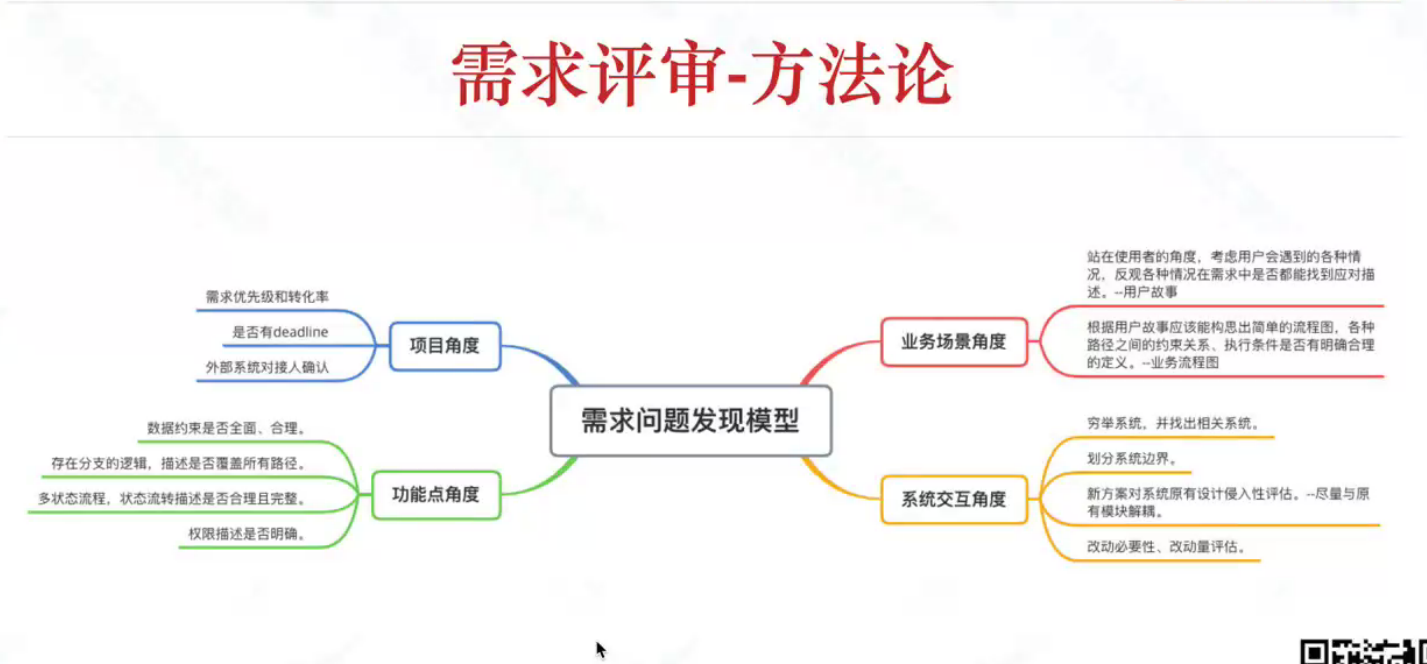 需求评审-方法论
需求问题发现模型
项目角度
需求优先级和转化率
是否有deadline
外部系统对接人确认
功能点角度
数据约束是否全面、合理。
存在分支的逻辑，描述是否覆盖所有路径。
多状态流程，状态流转描述是否合理且完整。
权限描述是否明确。
业务场景角度
站在使用者的角度，考虑用户会遇到的各种情
况，反观各种情况在需求中是否都能找到应对描
述。--用户故事
根据用户故事应该能构思出简单的流程图，各种
路径之间的约束关系、执行条件是否有明确合理
的定义。--业务流程图
系统交互角度
穷举系统，并找出相关系统。
划分系统边界。
新方案对系统原有设计侵入性评估。--尽量与原
有模块解耦。
改动必要性、改动量评估。